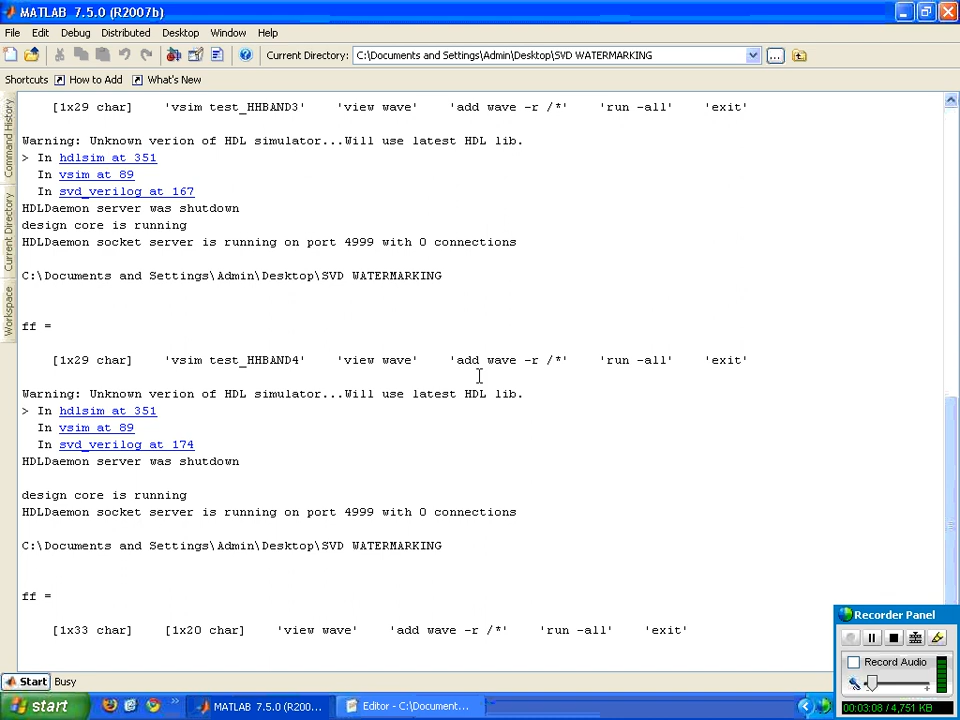 MATLAB 7.5.0 (R2007b)
File Edit Debug Distributed Desktop Window Help
Current Directory: C:\Documents and Settings\Admin\Desktop\SVD WATERMARKING
Shortcuts How to Add What's New
Command History
Current Directory
Workspace
[1x29 char] 'vsim test_HHBAND3' 'view wave' 'add wave -r /*' 'run -all' 'exit'
Warning: Unknown verion of HDL simulator...Will use latest HDL lib.
> In hdlsim at 351
In vsim at 89
In svd_verilog at 167
HDLDaemon server was shutdown
design core is running
HDLDaemon socket server is running on port 4999 with 0 connections
C:\Documents and Settings\Admin\Desktop\SVD WATERMARKING
ff =
[1x29 char] 'vsim test_HHBAND4' 'view wave' 'add wave -r /*' 'run -all' 'exit'
Warning: Unknown verion of HDL simulator...Will use latest HDL lib.
> In hdlsim at 351
In vsim at 89
In svd_verilog at 174
HDLDaemon server was shutdown
design core is running
HDLDaemon socket server is running on port 4999 with 0 connections
C:\Documents and Settings\Admin\Desktop\SVD WATERMARKING
ff =
[1x33 char] [1x20 char] 'view wave' 'add wave -r /*' 'run -all' 'exit'
Recorder Panel
Record Audio
00:03:08 / 4,751 KB
Start Busy
start MATLAB 7.5.0 (R200... Editor - C:\Document...